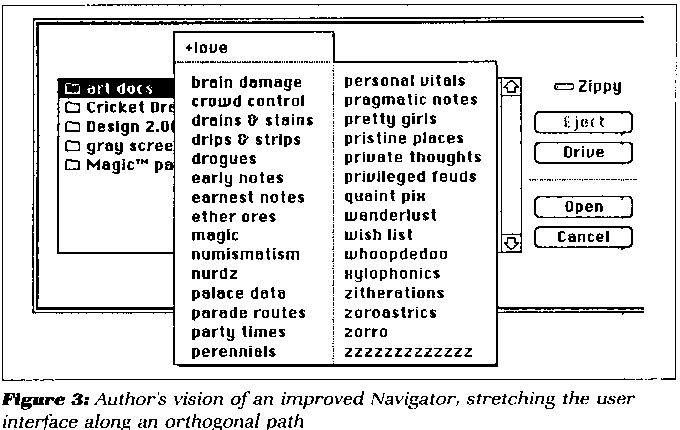 +love
art docs
Cricket Dr
Design 2.0
gray scree
Magic™ pa
brain damage
crowd control
drains & stains
drips & strips
drogues
early notes
earnest notes
ether ores
magic
numismatism
nurdz
palace data
parade routes
party times
perennials
personal vitals
pragmatic notes
pretty girls
pristine places
private thoughts
privileged feuds
quaint pix
wanderlust
wish list
whoopdedoo
xylophonics
zitherations
zoroastrics
zorro
zzzzzzzzzzzzz
Zippy
Eject
Drive
Open
Cancel
Figure 3: Author's vision of an improved Navigator, stretching the user
interface along an orthogonal path